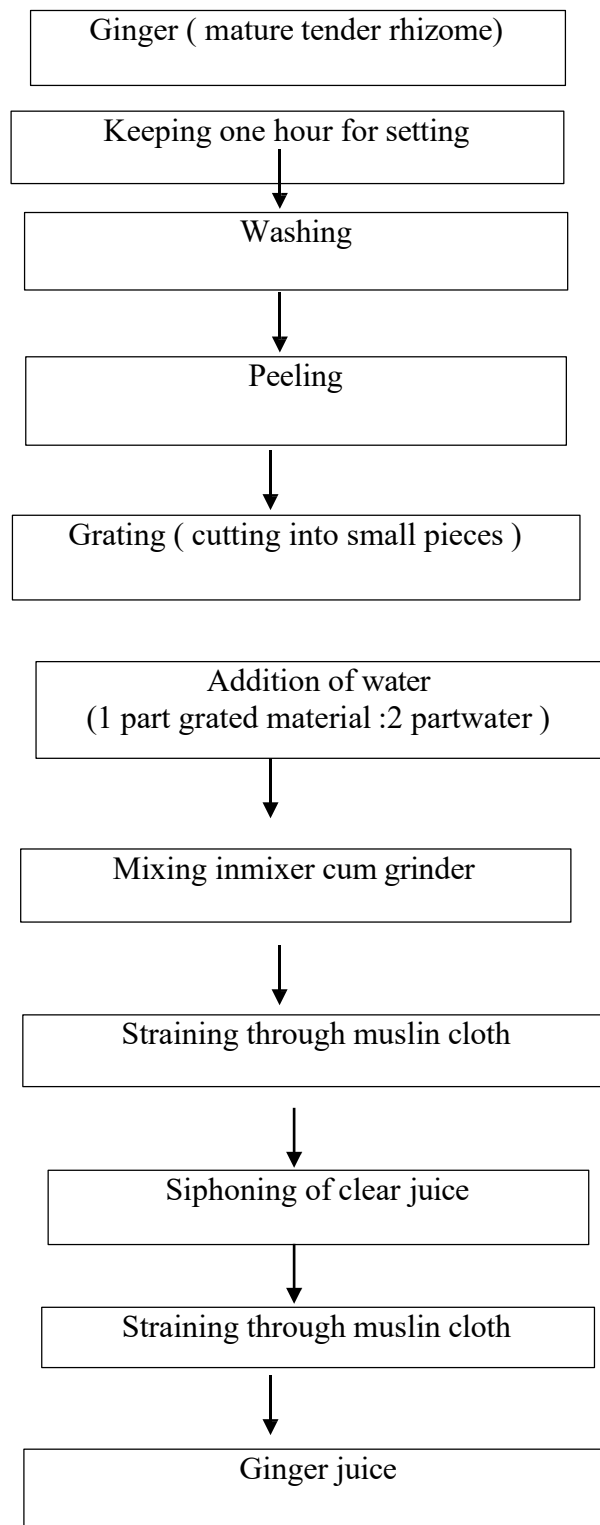 Ginger ( mature tender rhizome)
Keeping one hour for setting
Washing
Peeling
Grating ( cutting into small pieces )
Addition of water
(1 part grated material :2 partwater )
Mixing inmixer cum grinder
Straining through muslin cloth
Siphoning of clear juice
Straining through muslin cloth
Ginger juice